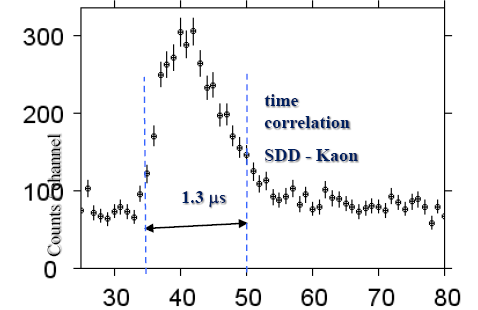 300
200
100
0
Counts / channel
time
correlation
SDD - Kaon
1.3 μs
30 40 50 60 70 80